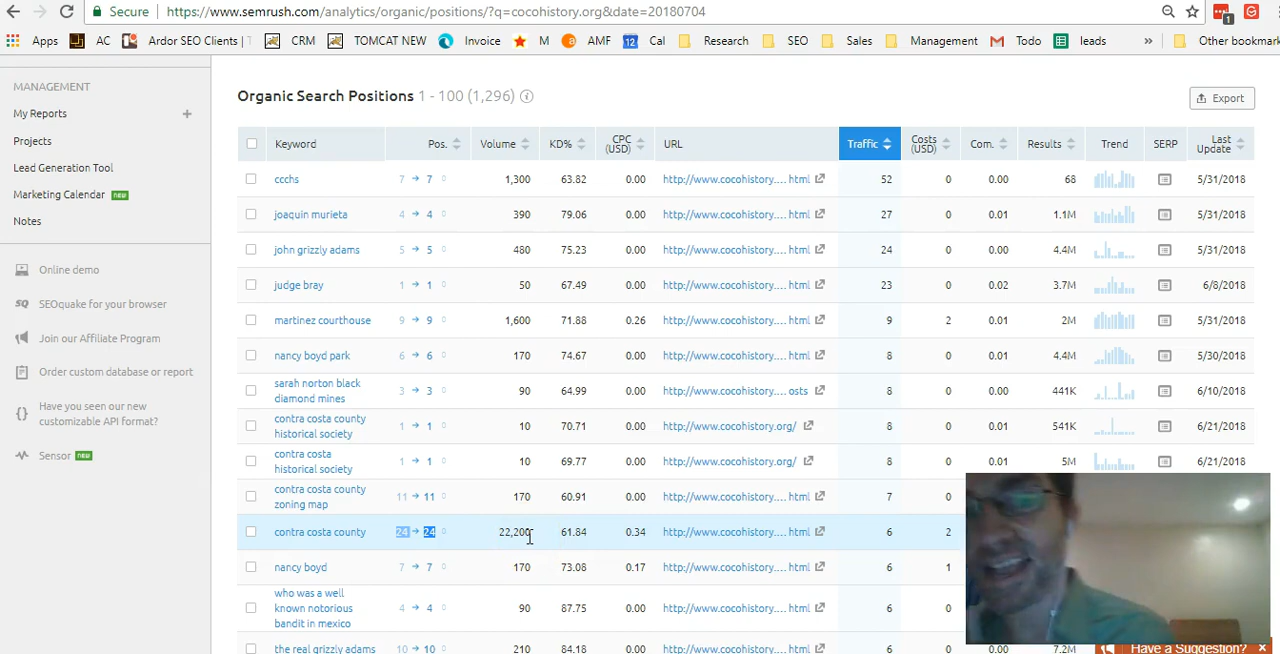 Secure https://www.semrush.com/analytics/organic/positions/?q=cocohistory.org&date=20180704 1
Apps AC Ardor SEO Clients | T CRM TOMCAT NEW Invoice M AMF 12 Cal Research SEO Sales Management Todo leads » Other bookmark
MANAGEMENT
My Reports +
Projects
Lead Generation Tool
Marketing Calendar new
Notes
Online demo
SQ SEOquake for your browser
Join our Affiliate Program
Order custom database or report
{} Have you seen our new
customizable API format?
Sensor new
Organic Search Positions 1 - 100 (1,296) i
Export
Keyword Pos. Volume KD% CPC (USD) URL Traffic Costs (USD) Com. Results Trend SERP Last Update
ccchs 7 → 7 0 1,300 63.82 0.00 http://www.cocohistory.... html 52 0 0.00 68 5/31/2018
joaquin murieta 4 → 4 0 390 79.06 0.00 http://www.cocohistory.... html 27 0 0.01 1.1M 5/31/2018
john grizzly adams 5 → 5 0 480 75.23 0.00 http://www.cocohistory.... html 24 0 0.00 4.4M 5/31/2018
judge bray 1 → 1 0 50 67.49 0.00 http://www.cocohistory.... html 23 0 0.02 3.7M 6/8/2018
martinez courthouse 9 → 9 0 1,600 71.88 0.26 http://www.cocohistory.... html 9 2 0.01 2M 5/31/2018
nancy boyd park 6 → 6 0 170 74.67 0.00 http://www.cocohistory.... html 8 0 0.01 4.4M 5/30/2018
sarah norton black
diamond mines 3 → 3 0 90 64.99 0.00 http://www.cocohistory.... osts 8 0 0.00 441K 6/10/2018
contra costa county
historical society 1 → 1 0 10 70.71 0.00 http://www.cocohistory.org/ 8 0 0.01 541K 6/21/2018
contra costa
historical society 1 → 1 0 10 69.77 0.00 http://www.cocohistory.org/ 8 0 0.01 5M 6/21/2018
contra costa county
zoning map 11 → 11 0 170 60.91 0.00 http://www.cocohistory.... html 7 0
contra costa county 24 → 24 0 22,200 61.84 0.34 http://www.cocohistory.... html 6 2
nancy boyd 7 → 7 0 170 73.08 0.17 http://www.cocohistory.... html 6 1
who was a well
known notorious
bandit in mexico 4 → 4 0 90 87.75 0.00 http://www.cocohistory.... html 6 0
the real grizzly adams 10 → 10 0 210 84.18 0.00 http://www.cocohistory.... html 6 0 7.2M
Have a Suggestion? ×